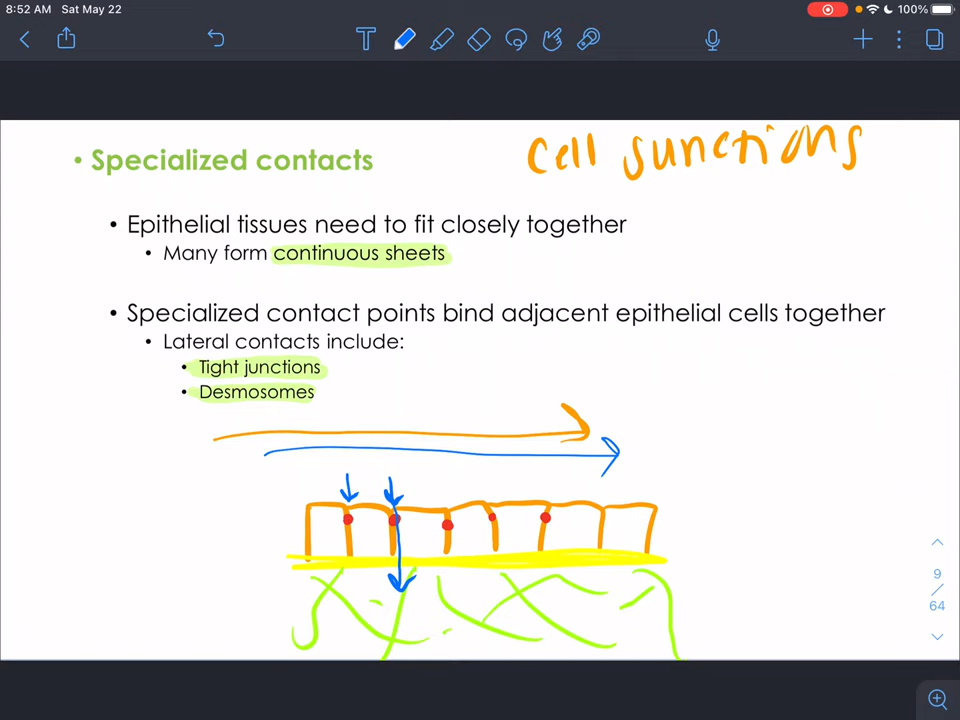 8:52 AM Sat May 22
100%
cell junctions
• Specialized contacts
• Epithelial tissues need to fit closely together
• Many form continuous sheets
• Specialized contact points bind adjacent epithelial cells together
• Lateral contacts include:
• Tight junctions
• Desmosomes
9
/
64